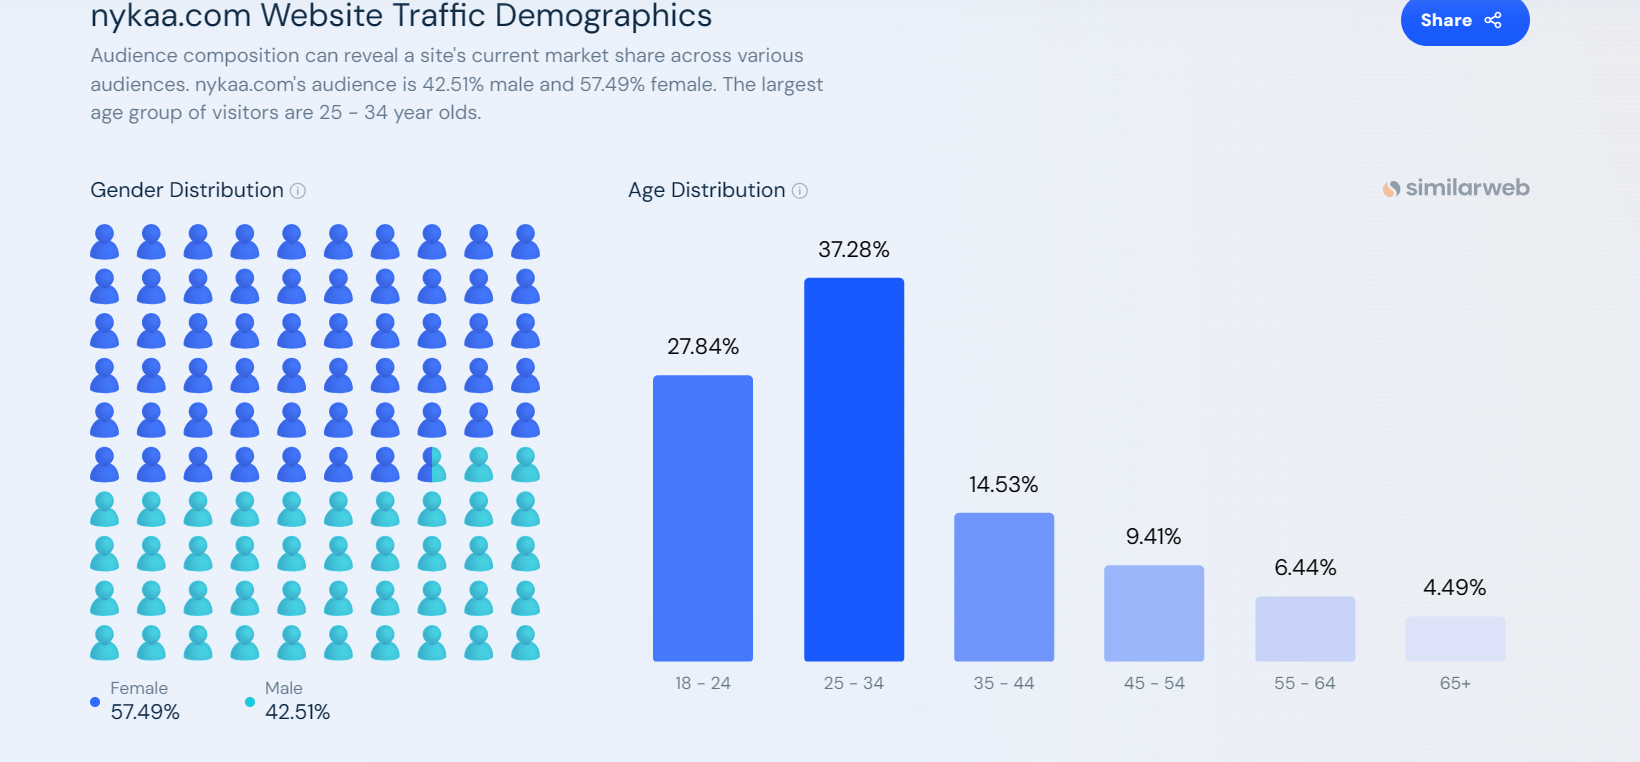 nykaa.com Website Traffic Demographics
Share
Audience composition can reveal a site's current market share across various
audiences. nykaa.com's audience is 42.51% male and 57.49% female. The largest
age group of visitors are 25 - 34 year olds.
Gender Distribution
Age Distribution
similarweb
37.28%
27.84%
14.53%
9.41%
6.44%
4.49%
18 - 24
25 - 34
35 - 44
45 - 54
55 - 64
65+
Female
57.49%
Male
42.51%